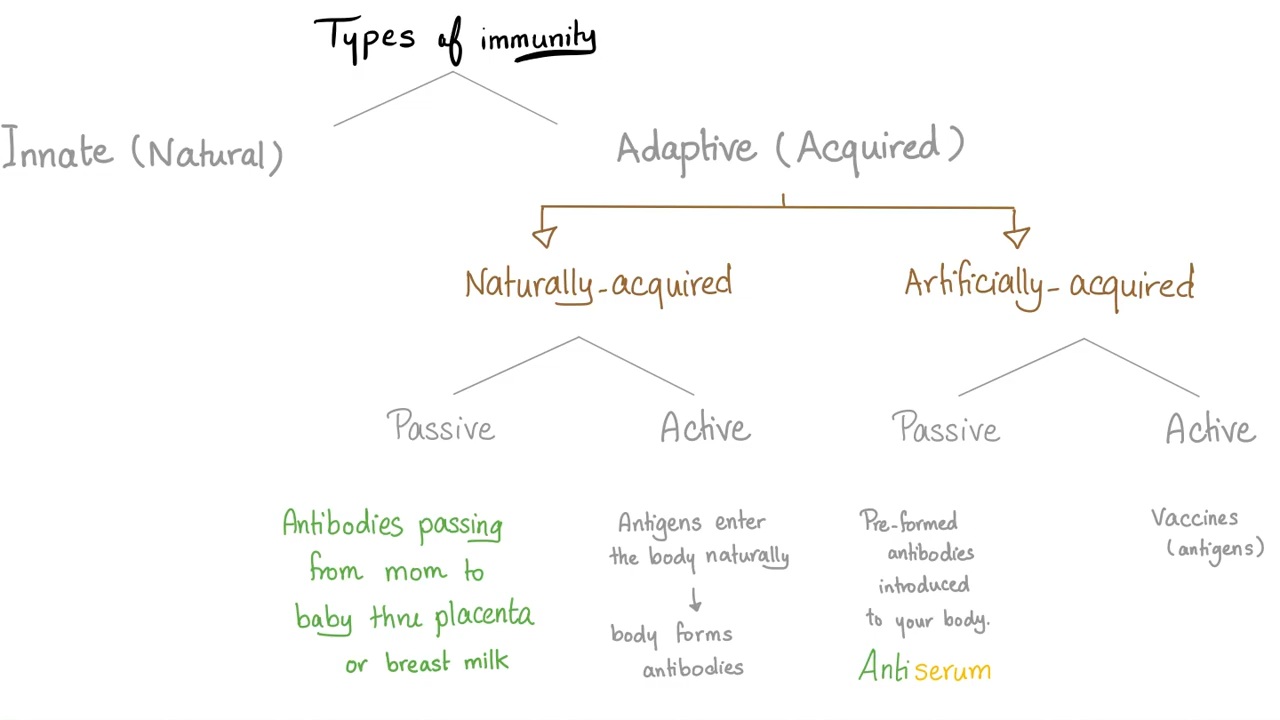 Types of immunity
Innate (Natural)
Adaptive (Acquired)
Naturally-acquired
Artificially-acquired
Passive
Active
Passive
Active
Antibodies passing
from mom to
baby thru placenta
or breast milk
Antigens enter
the body naturally
body forms
antibodies
Pre-formed
antibodies
introduced
to your body.
Antiserum
Vaccines
(antigens)